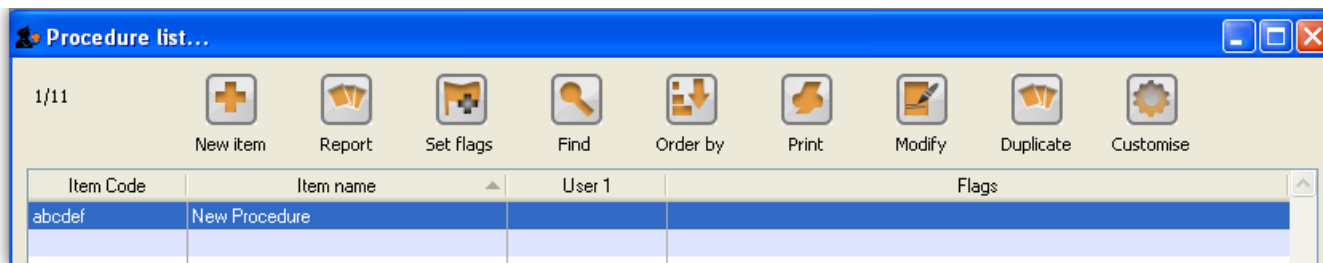 Procedure list...
1/11
New item Report Set flags Find Order by Print Modify Duplicate Customise
Item Code Item name User 1 Flags
abcdef New Procedure